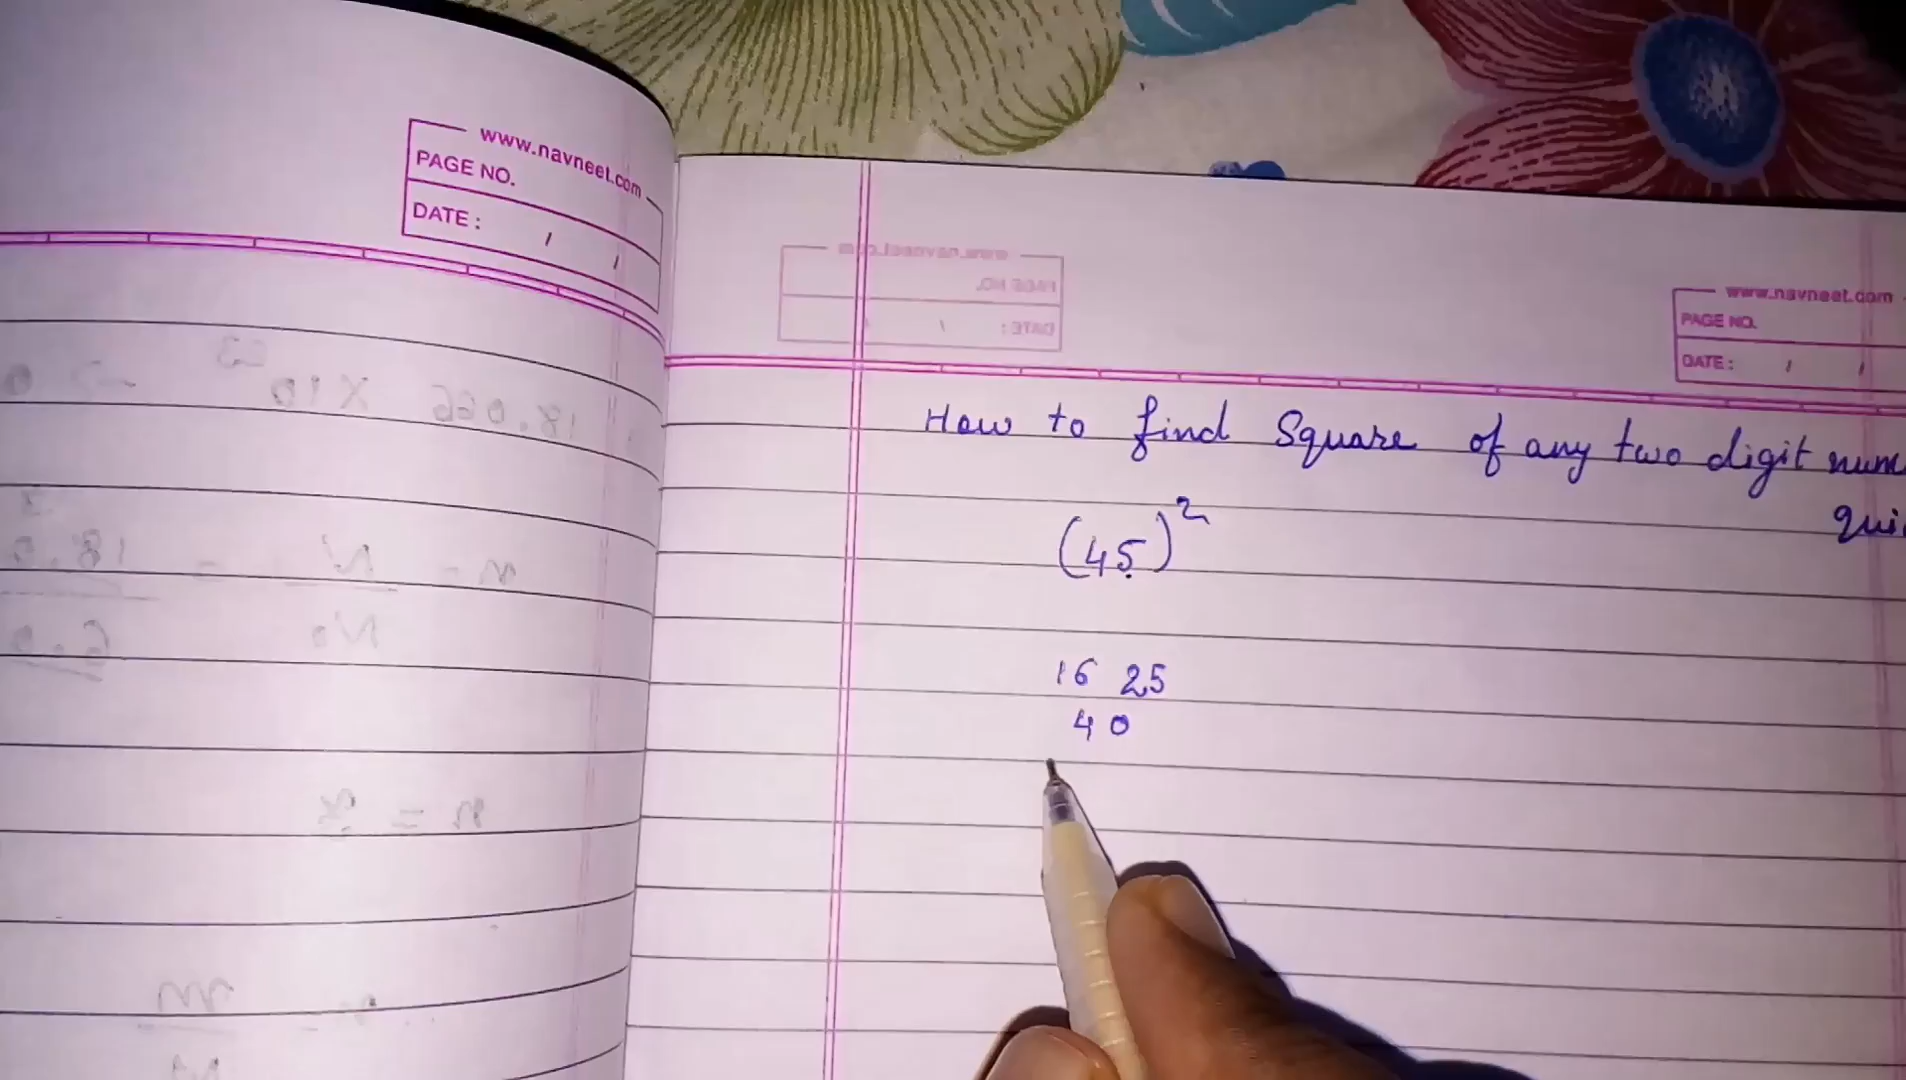 www.navneet.com
PAGE NO.
DATE : / /
www.navneet.com
PAGE NO.
DATE : / /
How to find Square of any two digit num
qui
(45)²
16 25
40